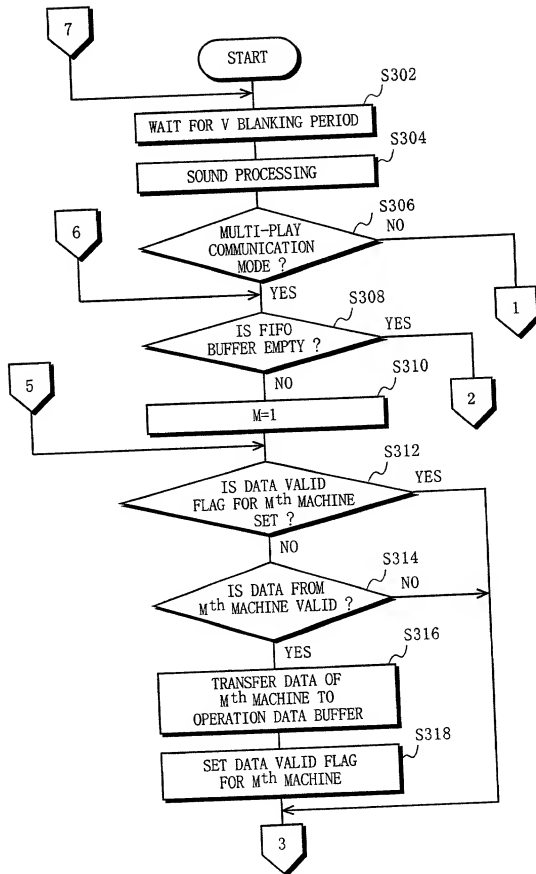 7
START
S302
WAIT FOR V BLANKING PERIOD
S304
SOUND PROCESSING
S306
MULTI-PLAY
COMMUNICATION
MODE ?
NO
6
YES
1
S308
IS FIFO
BUFFER EMPTY ?
YES
NO
S310
2
5
M=1
S312
IS DATA VALID
FLAG FOR Mth MACHINE
SET ?
YES
NO
S314
IS DATA FROM
Mth MACHINE VALID ?
NO
YES
S316
TRANSFER DATA OF
Mth MACHINE TO
OPERATION DATA BUFFER
S318
SET DATA VALID FLAG
FOR Mth MACHINE
3